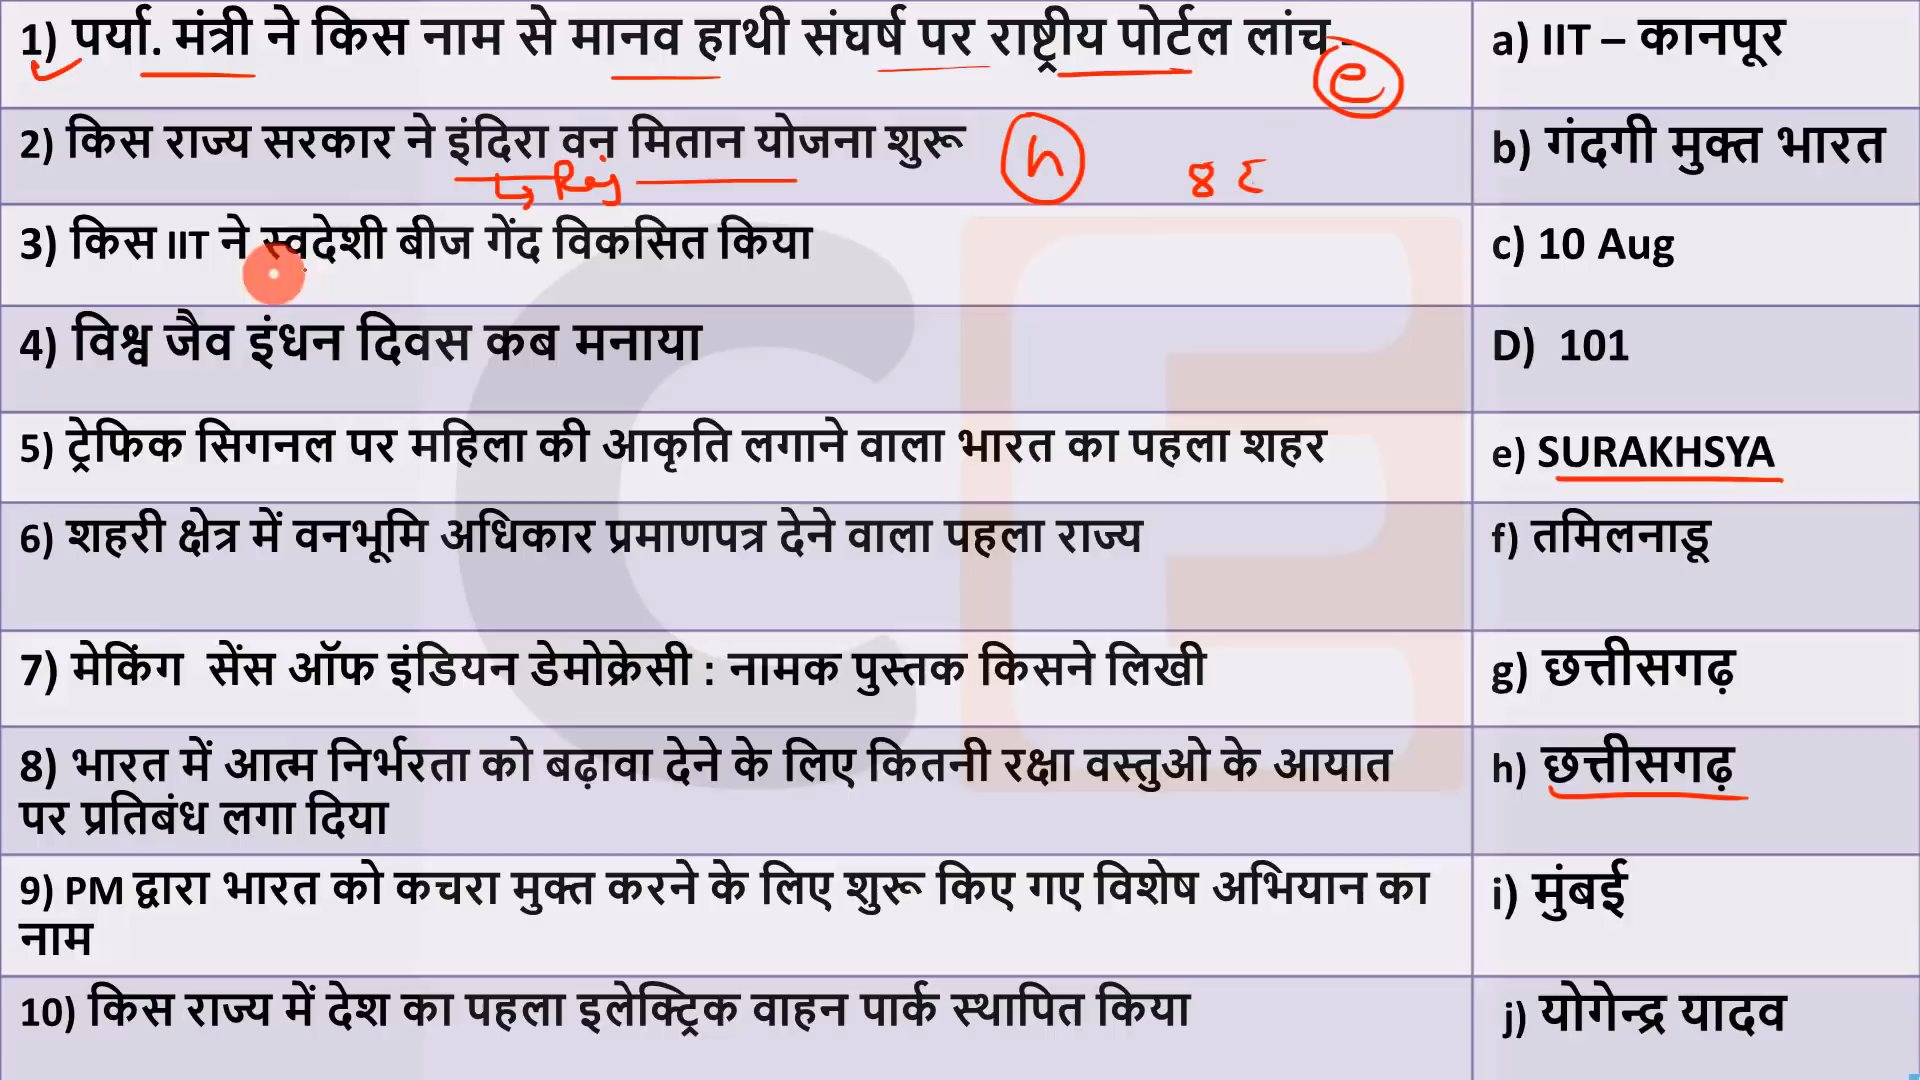 1) पर्या. मंत्री ने किस नाम से मानव हाथी संघर्ष पर राष्ट्रीय पोर्टल लांच -
e
a) IIT – कानपूर
2) किस राज्य सरकार ने इंदिरा वन मितान योजना शुरू
h
Raj
8
b) गंदगी मुक्त भारत
3) किस IIT ने स्वदेशी बीज गेंद विकसित किया
c) 10 Aug
4) विश्व जैव इंधन दिवस कब मनाया
D) 101
5) ट्रेफिक सिगनल पर महिला की आकृति लगाने वाला भारत का पहला शहर
e) SURAKHSYA
6) शहरी क्षेत्र में वनभूमि अधिकार प्रमाणपत्र देने वाला पहला राज्य
f) तमिलनाडू
7) मेकिंग सेंस ऑफ इंडियन डेमोक्रेसी : नामक पुस्तक किसने लिखी
g) छत्तीसगढ़
8) भारत में आत्म निर्भरता को बढ़ावा देने के लिए कितनी रक्षा वस्तुओ के आयात
पर प्रतिबंध लगा दिया
h) छत्तीसगढ़
9) PM द्वारा भारत को कचरा मुक्त करने के लिए शुरू किए गए विशेष अभियान का
नाम
i) मुंबई
10) किस राज्य में देश का पहला इलेक्ट्रिक वाहन पार्क स्थापित किया
j) योगेन्द्र यादव
CE